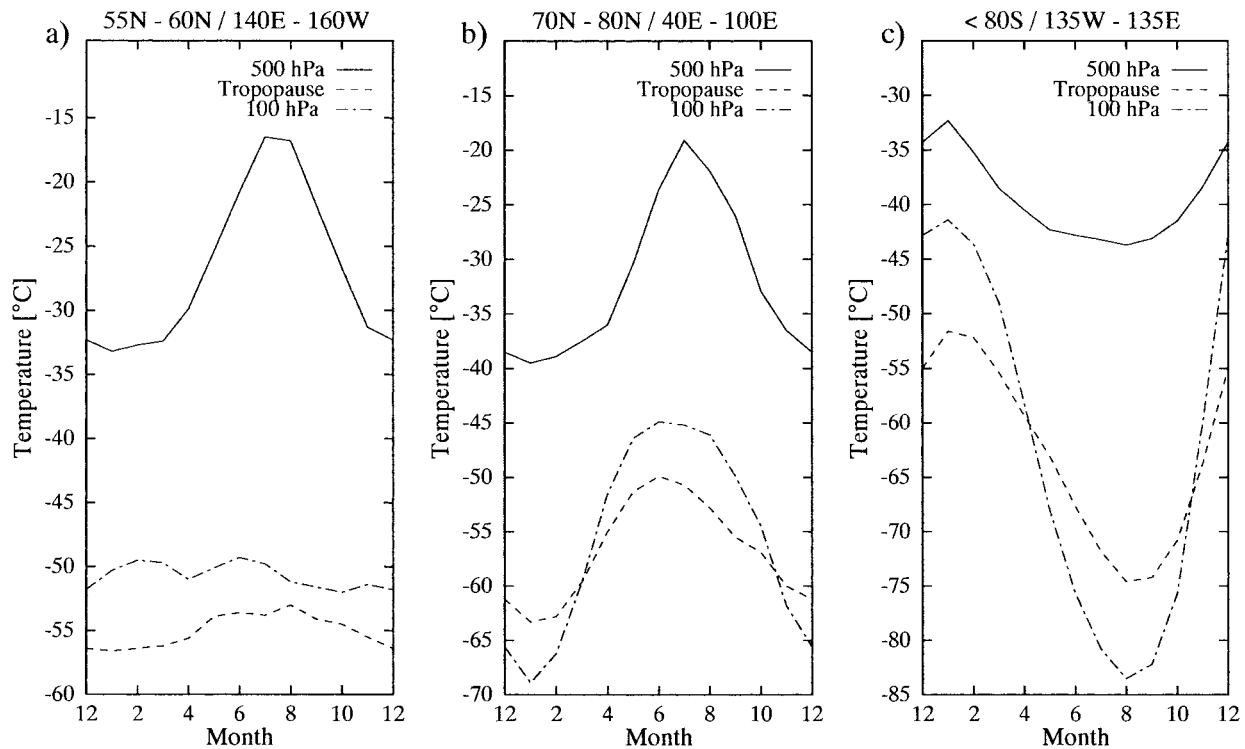 a) 55N - 60N / 140E - 160W
500 hPa
Tropopause
100 hPa
-15
-20
-25
-30
-35
-40
-45
-50
-55
-60
Temperature [°C]
12 2 4 6 8 10 12
Month
b) 70N - 80N / 40E - 100E
500 hPa
Tropopause
100 hPa
-15
-20
-25
-30
-35
-40
-45
-50
-55
-60
-65
-70
Temperature [°C]
12 2 4 6 8 10 12
Month
c) < 80S / 135W - 135E
500 hPa
Tropopause
100 hPa
-30
-35
-40
-45
-50
-55
-60
-65
-70
-75
-80
-85
Temperature [°C]
12 2 4 6 8 10 12
Month